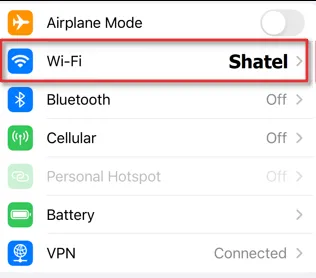 Airplane Mode
Wi-Fi Shatel
Bluetooth Off
Cellular Off
Personal Hotspot Off
Battery
VPN Connected